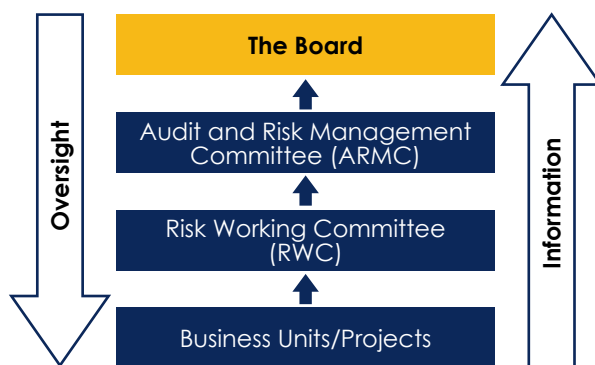 The Board
Audit and Risk Management
Committee (ARMC)
Risk Working Committee
(RWC)
Business Units/Projects
Oversight
Information